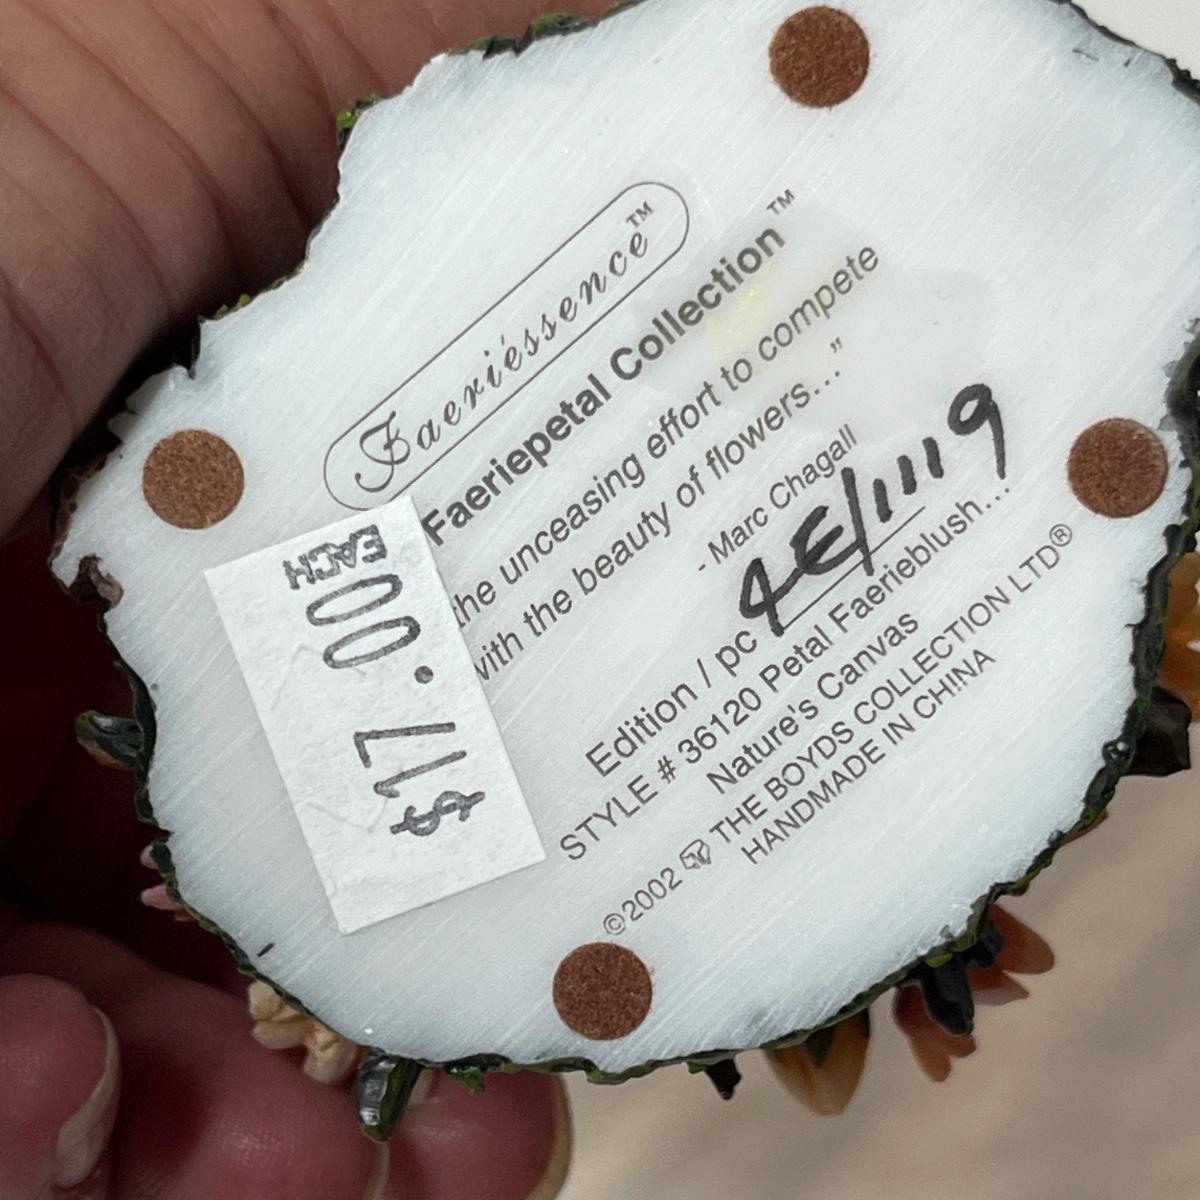 Faeriéssence™
Faeriepetal Collection™
the unceasing effort to compete
with the beauty of flowers...”
- Marc Chagall
Edition / pc 4E/1119
STYLE # 36120 Petal Faerieblush...
Nature's Canvas
©2002 THE BOYDS COLLECTION LTD®
HANDMADE IN CHINA
$17.00
EACH